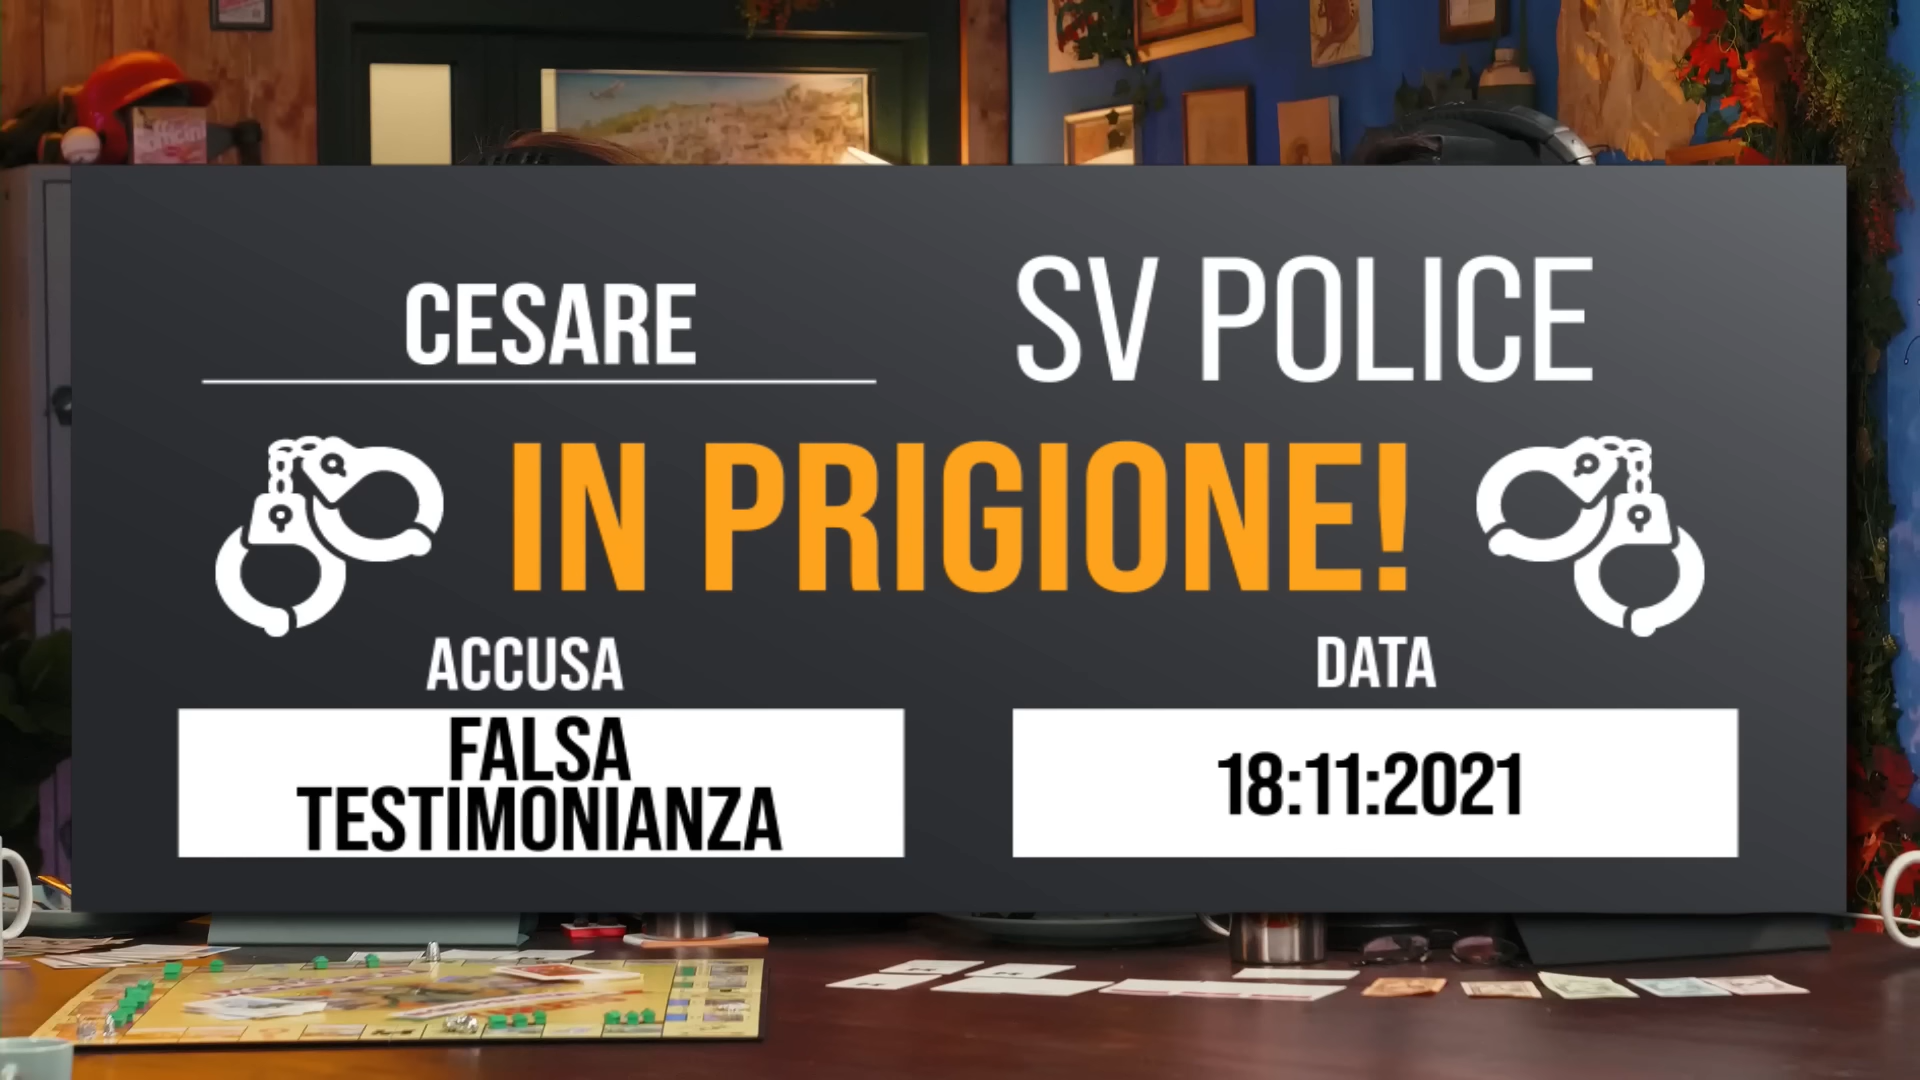 CESARE
SV POLICE
IN PRIGIONE!
ACCUSA
DATA
FALSA
TESTIMONIANZA
18:11:2021